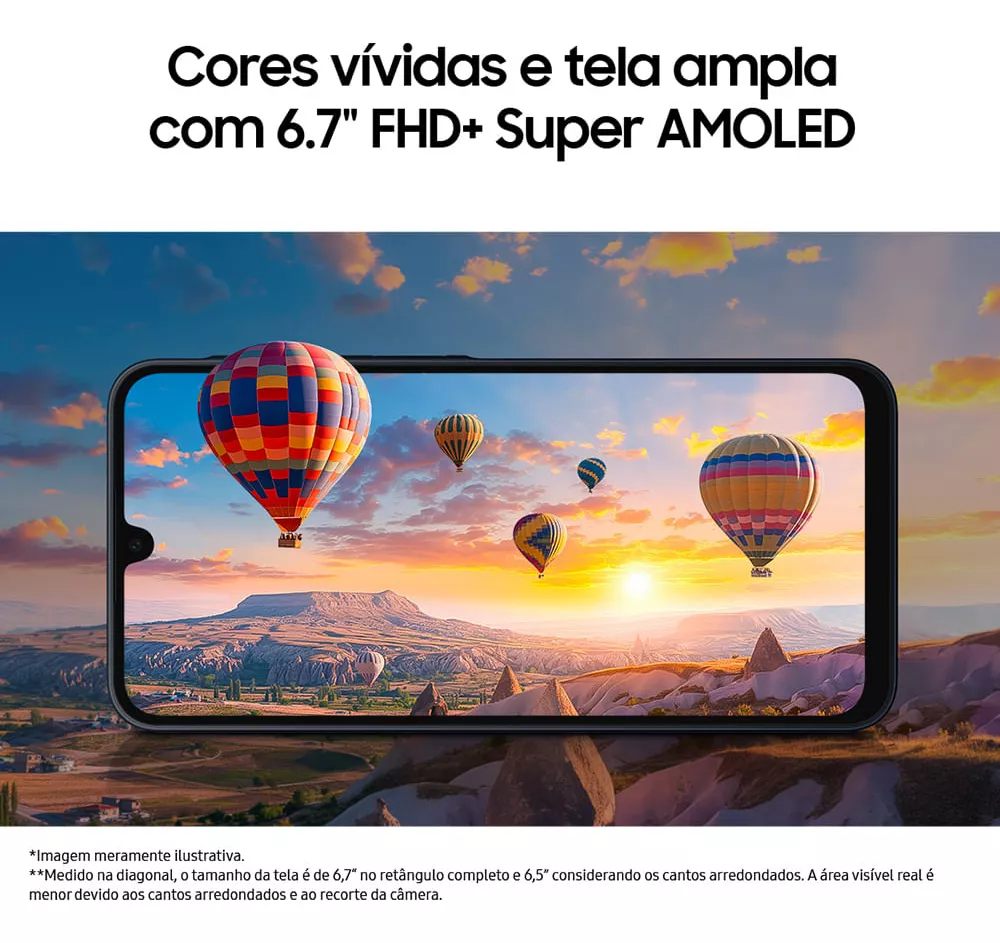 Cores vívidas e tela ampla
com 6.7" FHD+ Super AMOLED
*Imagem meramente ilustrativa.
**Medido na diagonal, o tamanho da tela é de 6,7” no retângulo completo e 6,5” considerando os cantos arredondados. A área visível real é
menor devido aos cantos arredondados e ao recorte da câmera.